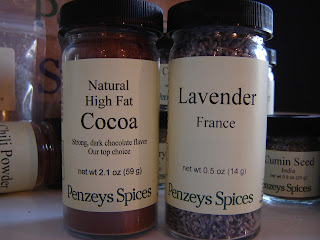 Natural
High Fat
Cocoa
Strong, dark chocolate flavor
Our top choice
net wt 2.1 oz (59 g)
Penzeys Spices
Lavender
France
net wt 0.5 oz (14 g)
Penzeys Spices
Chili Powder
Cumin Seed
India
Penzeys Spices